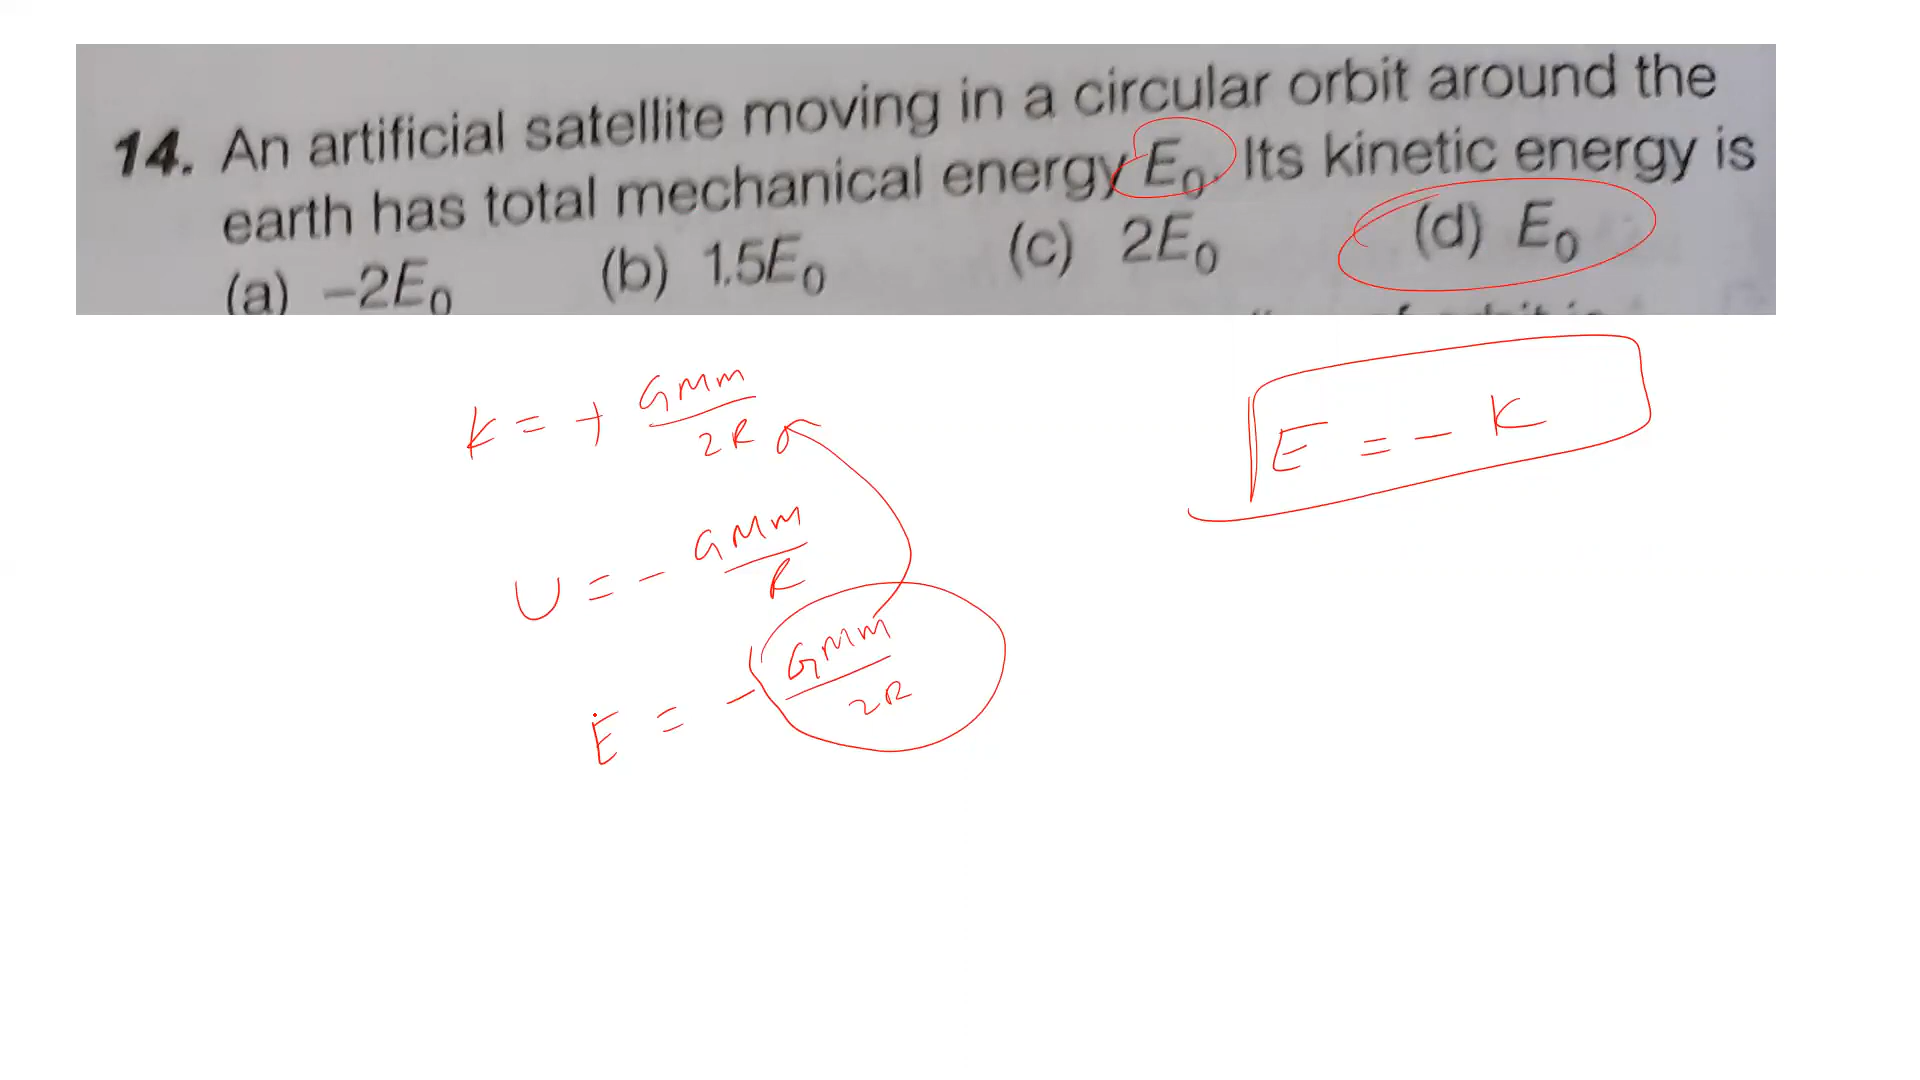 14. An artificial satellite moving in a circular orbit around the
earth has total mechanical energy E₀. Its kinetic energy is
(a) –2E₀ (b) 1.5E₀ (c) 2E₀ (d) E₀
K = + GMm/2R
E = - K
U = - GMm/R
E = - GMm/2R